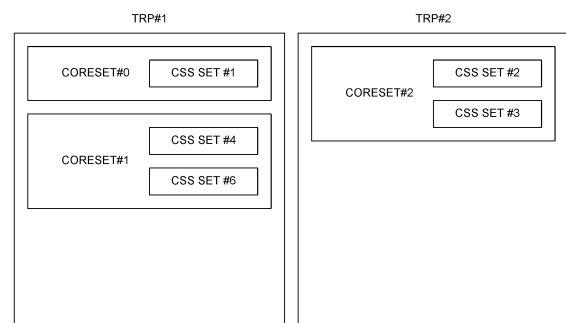 TRP#1
TRP#2
CORESET#0
CSS SET #1
CORESET#1
CSS SET #4
CSS SET #6
CORESET#2
CSS SET #2
CSS SET #3